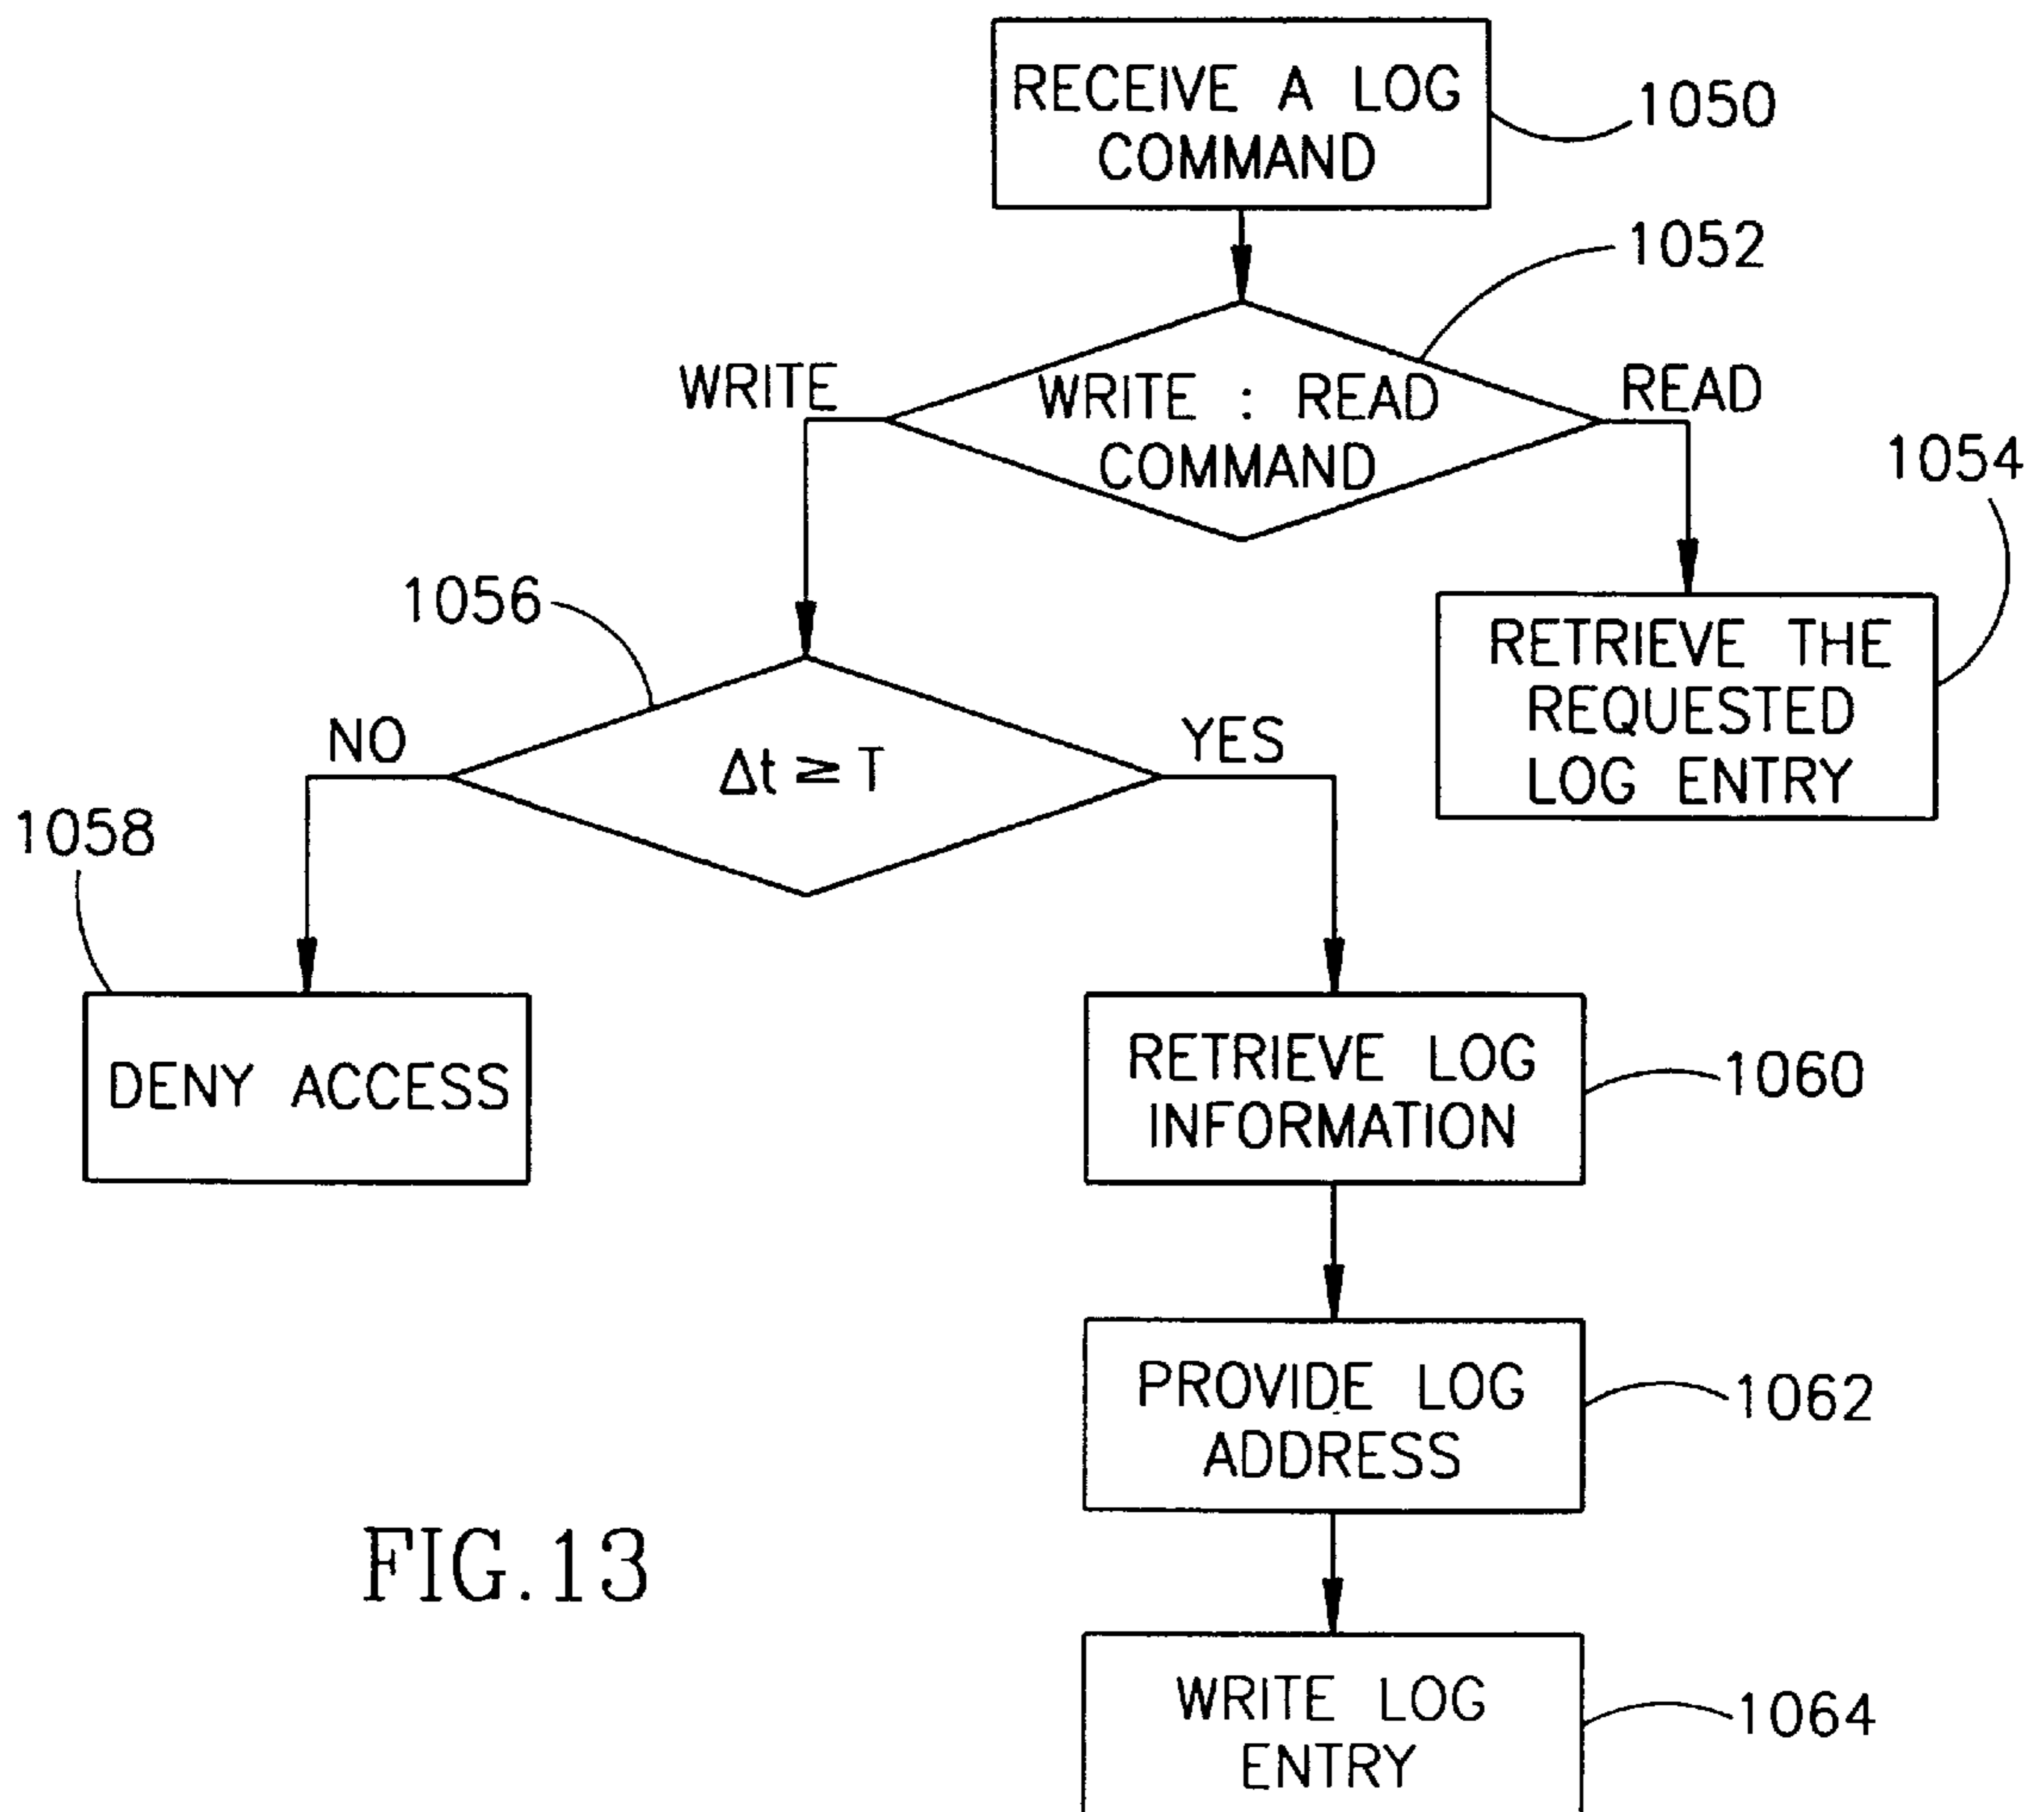 RECEIVE A LOG
COMMAND
1050
1052
WRITE
WRITE : READ
COMMAND
READ
1054
1056
RETRIEVE THE
REQUESTED
LOG ENTRY
NO
Δt ≥ T
YES
1058
DENY ACCESS
RETRIEVE LOG
INFORMATION
1060
PROVIDE LOG
ADDRESS
1062
FIG.13
WRITE LOG
ENTRY
1064